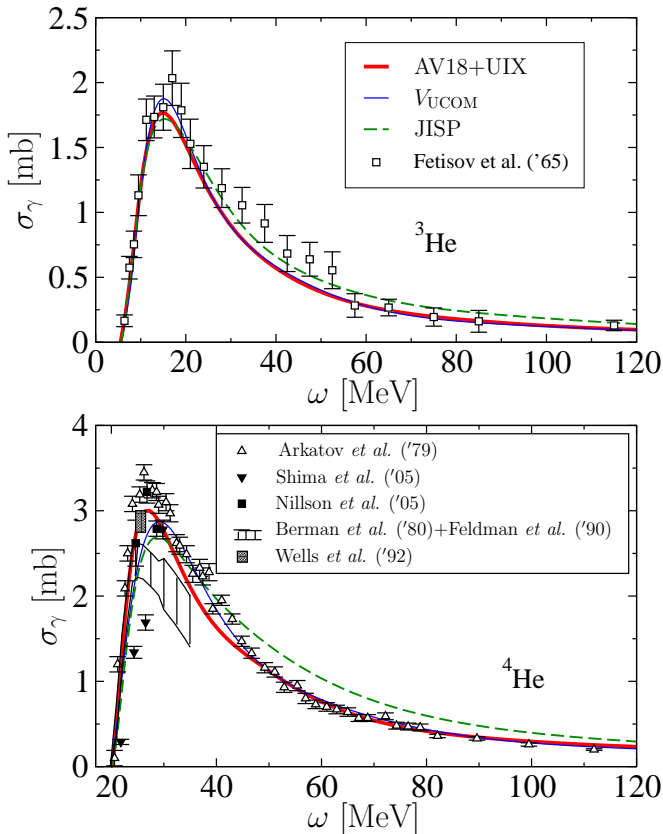 2.5
2
1.5
1
0.5
0
σγ [mb]
AV18+UIX
VUCOM
JISP
Fetisov et al. ('65)
³He
0 20 40 60 80 100 120
ω [MeV]
4
3
2
1
0
σγ [mb]
Arkatov et al. ('79)
Shima et al. ('05)
Nillson et al. ('05)
Berman et al. ('80)+Feldman et al. ('90)
Wells et al. ('92)
⁴He
20 40 60 80 100 120
ω [MeV]